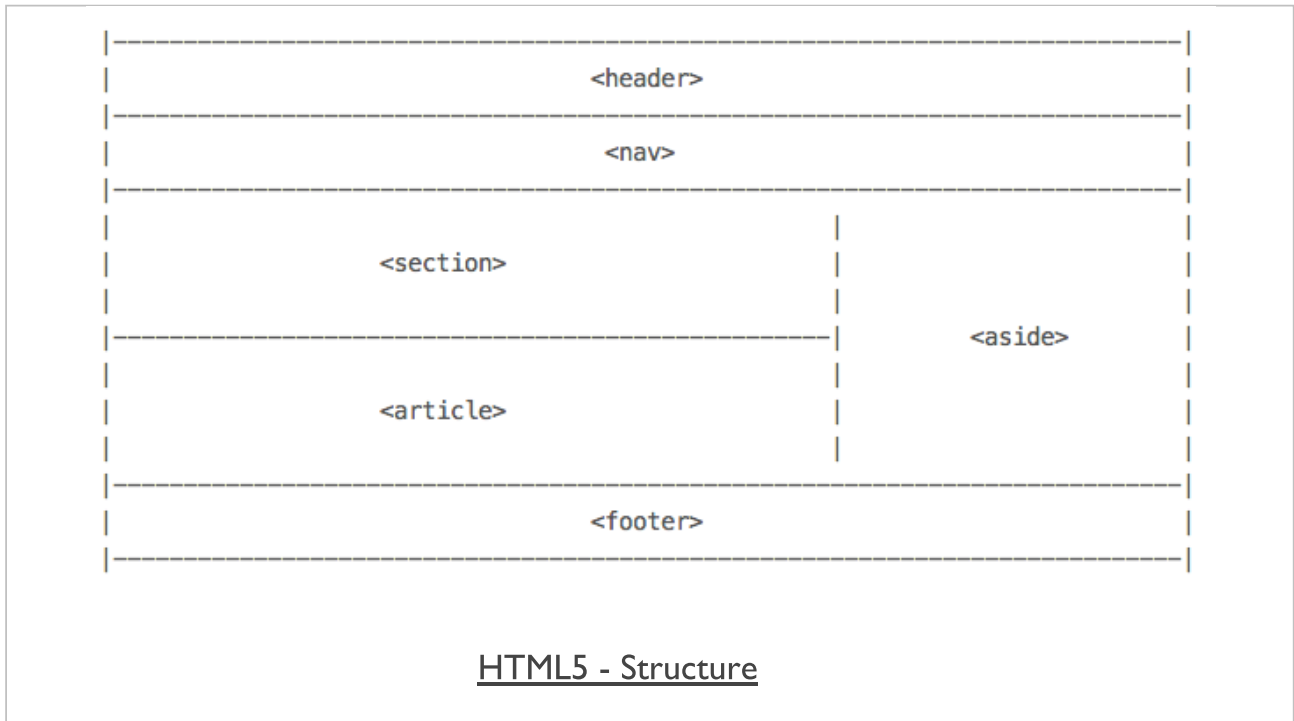 <header>
<nav>
<section>
<aside>
<article>
<footer>
HTML5 - Structure